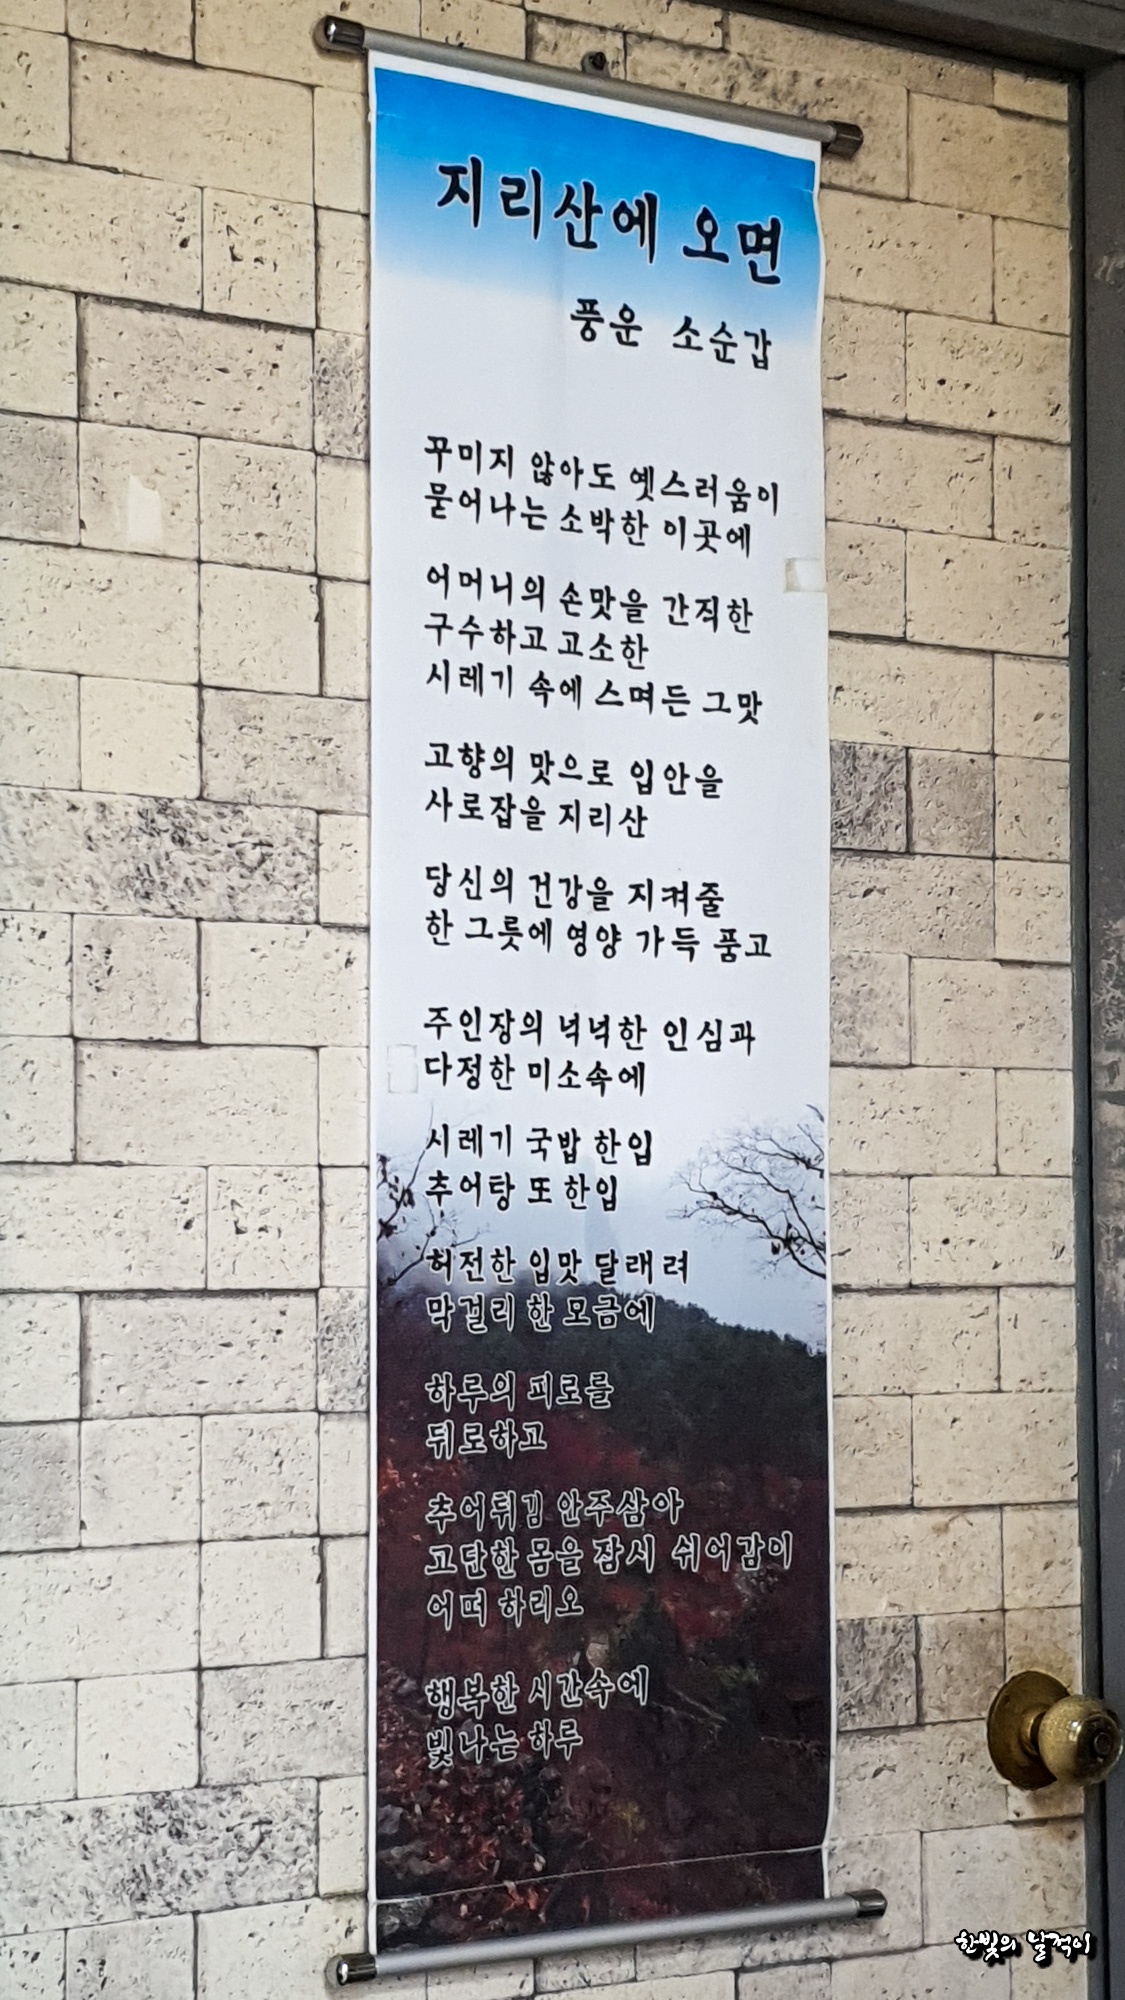 지리산에 오면
풍운 소순갑
꾸미지 않아도 옛스러움이
묻어나는 소박한 이곳에
어머니의 손맛을 간직한
구수하고 고소한
시레기 속에 스며든 그맛
고향의 맛으로 입안을
사로잡을 지리산
당신의 건강을 지켜줄
한 그릇에 영양 가득 품고
주인장의 넉넉한 인심과
다정한 미소속에
시레기 국밥 한입
추어탕 또 한입
허전한 입맛 달래려
막걸리 한 모금에
하루의 피로를
뒤로하고
추어튀김 안주삼아
고단한 몸을 잠시 쉬어감이
어떠 하리오
행복한 시간속에
빛나는 하루
한빛의 날적이